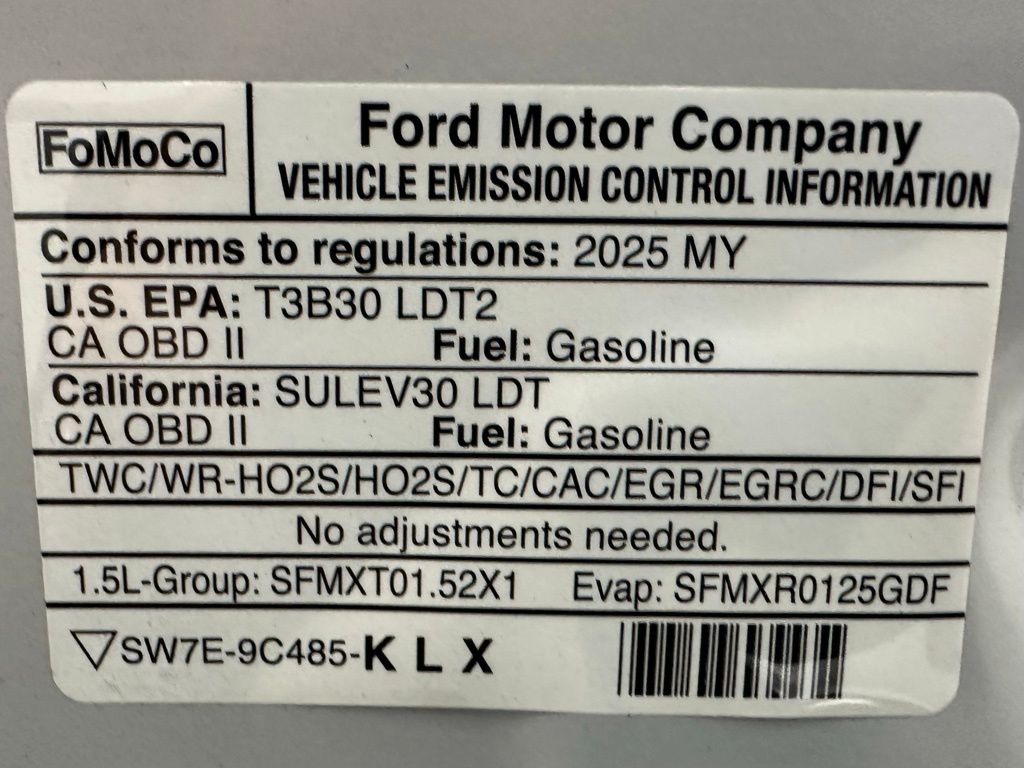 FoMoCo
Ford Motor Company
VEHICLE EMISSION CONTROL INFORMATION
Conforms to regulations: 2025 MY
U.S. EPA: T3B30 LDT2
CA OBD II Fuel: Gasoline
California: SULEV30 LDT
CA OBD II Fuel: Gasoline
TWC/WR-HO2S/HO2S/TC/CAC/EGR/EGRC/DFI/SFI
No adjustments needed.
1.5L-Group: SFMXT01.52X1 Evap: SFMXR0125GDF
SW7E-9C485-K L X